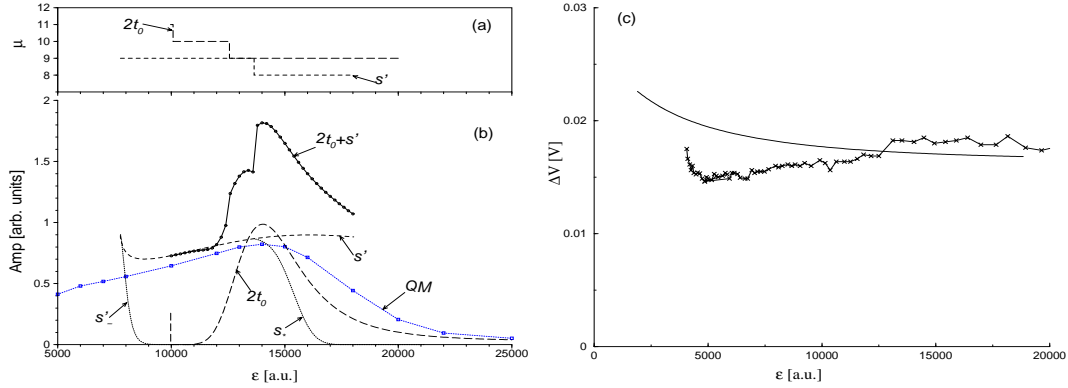 (a)
12
11
10
9
8
μ
2t₀
s'
(b)
2
1.5
1
0.5
0
Amp [arb. units]
2t₀+s'
s'
QM
2t₀
s'₋
s₊
5000 10000 15000 20000 25000
ε [a.u.]
(c)
0.03
0.02
0.01
0.00
ΔV [V]
0 5000 10000 15000 20000
ε [a.u.]